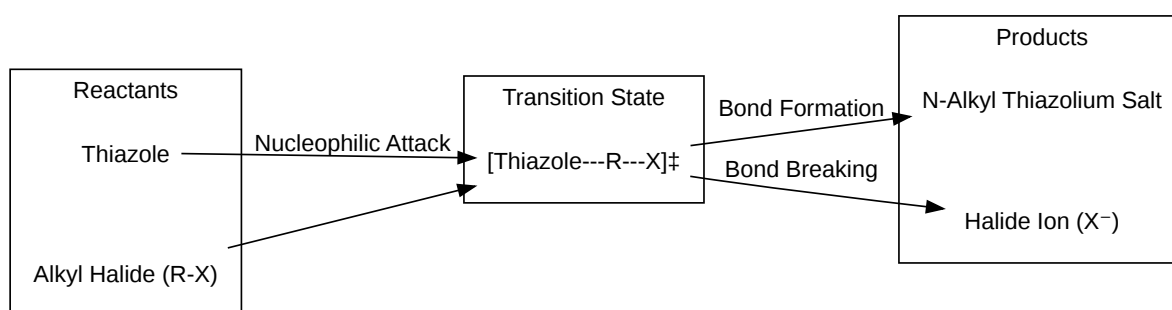 Reactants
Thiazole
Alkyl Halide (R-X)
Nucleophilic Attack
Transition State
[Thiazole---R---X]‡
Bond Formation
Bond Breaking
Products
N-Alkyl Thiazolium Salt
Halide Ion (X⁻)